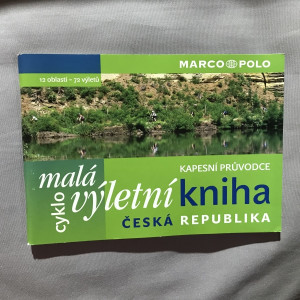 MARCO POLO
12 oblastí – 72 výletů
KAPESNÍ PRŮVODCE
malá
cyklo výletní kniha
ČESKÁ REPUBLIKA